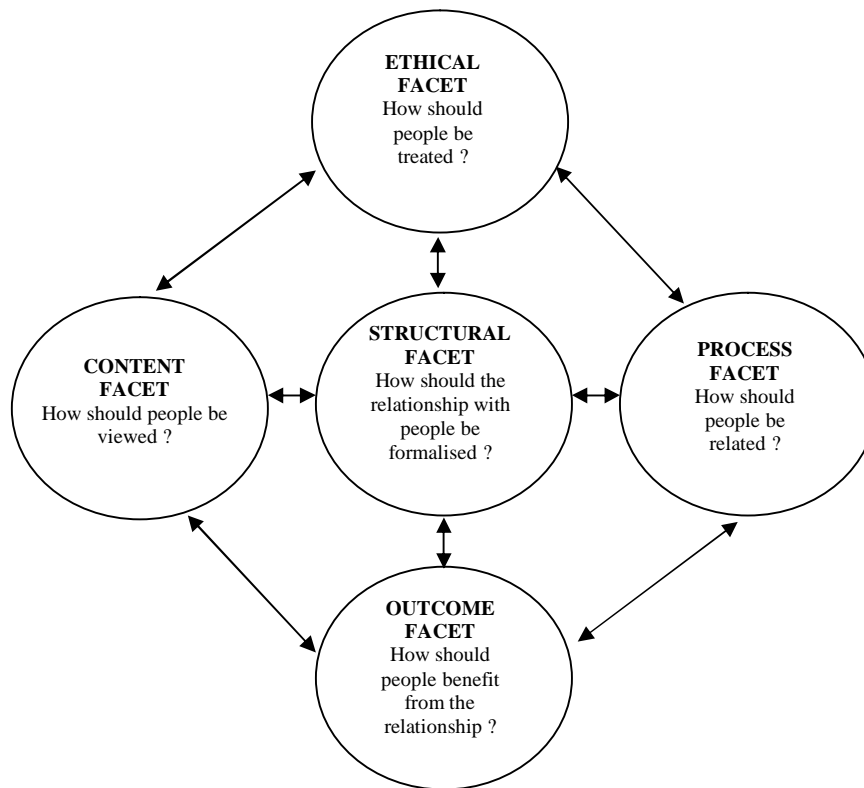 ETHICAL
FACET
How should
people be
treated ?
CONTENT
FACET
How should people be
viewed ?
STRUCTURAL
FACET
How should the
relationship with
people be
formalised ?
PROCESS
FACET
How should
people be
related ?
OUTCOME
FACET
How should
people benefit
from the
relationship ?